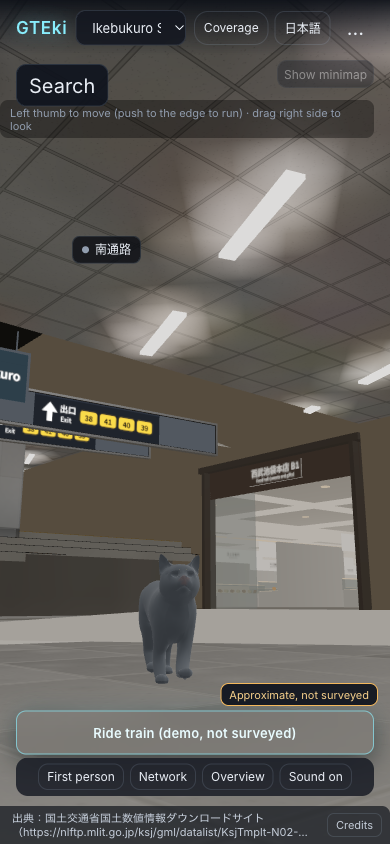 GTEki
Ikebukuro S
Coverage
日本語
...
Search
Show minimap
Left thumb to move (push to the edge to run) · drag right side to
look
南通路
uro
出口
Exit
38 41 40 39
Exit
西武池袋本店 B1
Approximate, not surveyed
Ride train (demo, not surveyed)
First person
Network
Overview
Sound on
出典：国土交通省国土数値情報ダウンロードサイト
（https://nlftp.mlit.go.jp/ksj/gml/datalist/KsjTmplt-N02-...
Credits